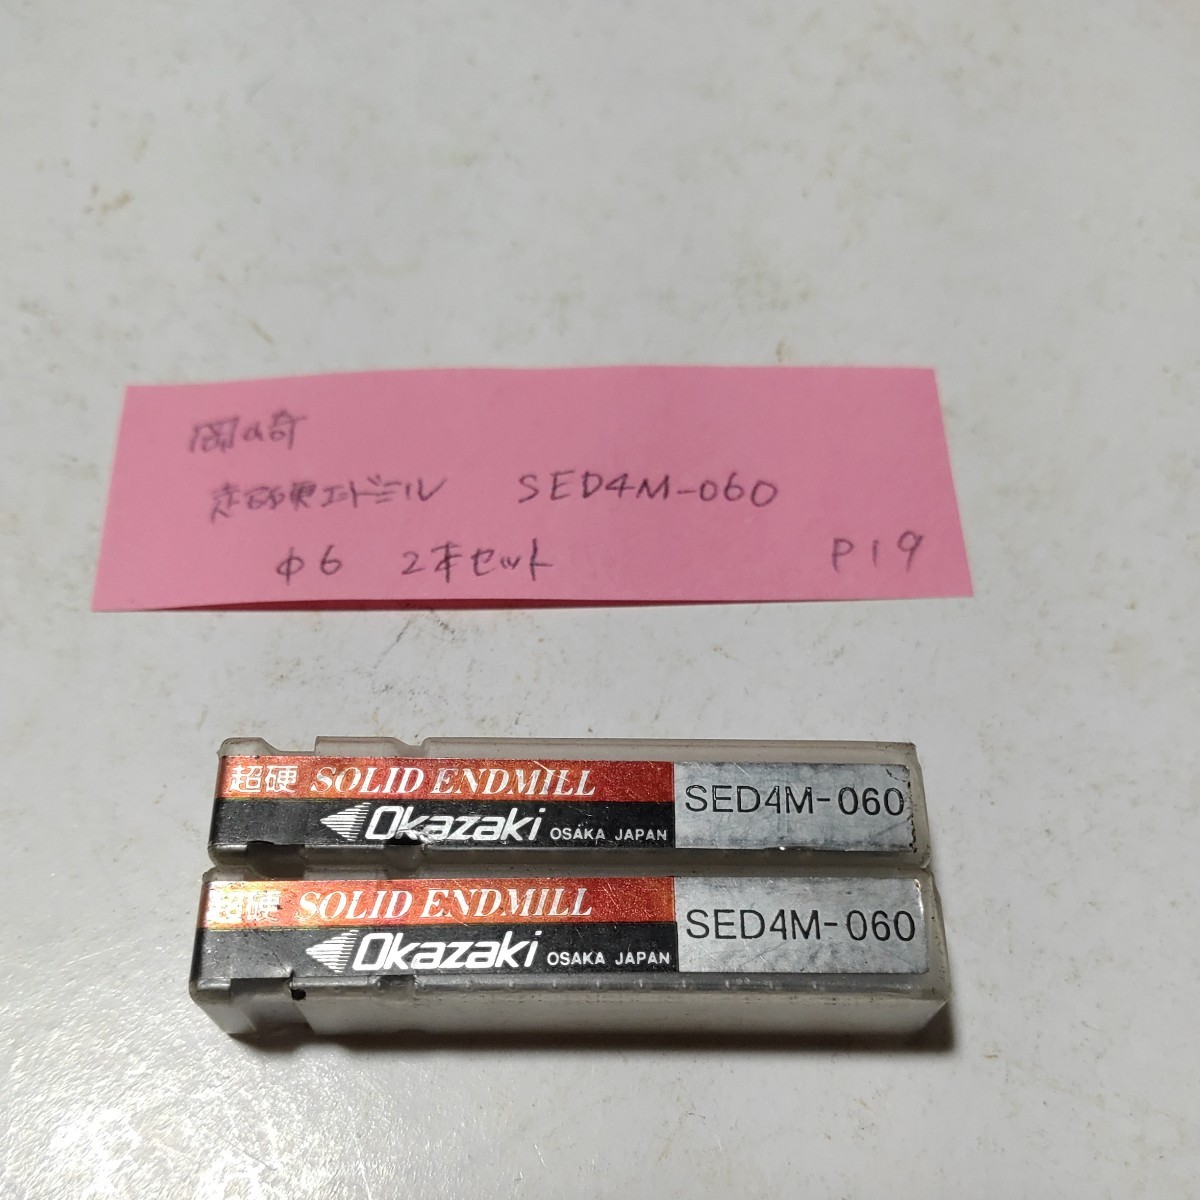 岡崎
超硬エンドミル SED4M-060
φ6 2本セット P19
超硬 SOLID ENDMILL
Okazaki OSAKA JAPAN
SED4M-060
超硬 SOLID ENDMILL
Okazaki OSAKA JAPAN
SED4M-060